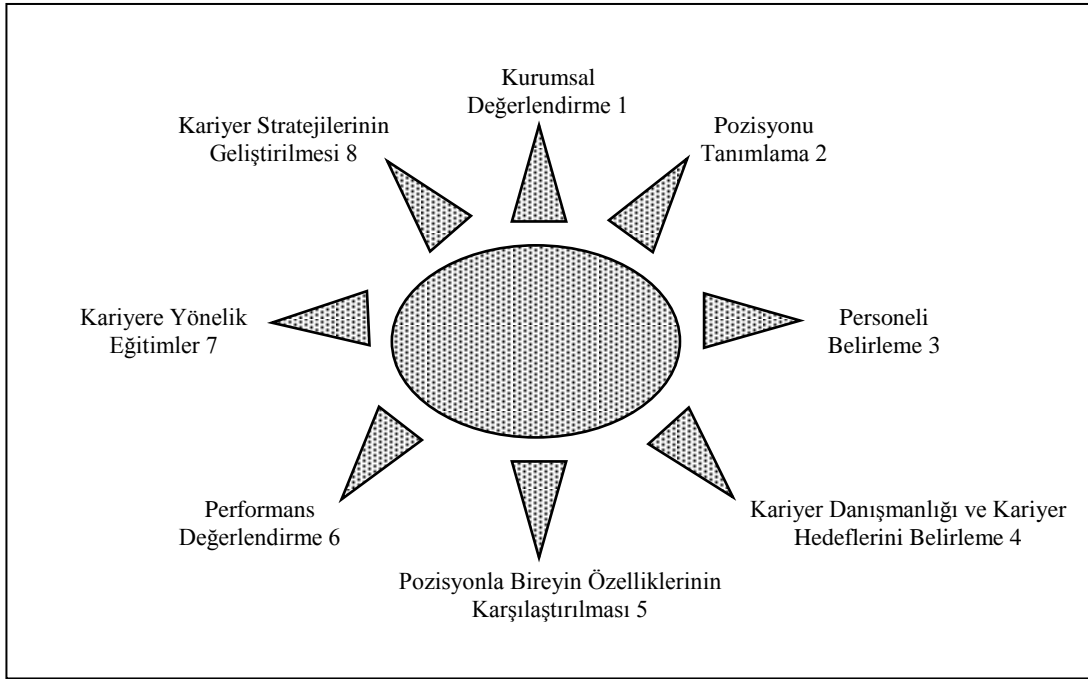 Kurumsal
Değerlendirme 1
Pozisyonu
Tanımlama 2
Personeli
Belirleme 3
Kariyer Danışmanlığı ve Kariyer
Hedeflerini Belirleme 4
Pozisyonla Bireyin Özelliklerinin
Karşılaştırılması 5
Performans
Değerlendirme 6
Kariyere Yönelik
Eğitimler 7
Kariyer Stratejilerinin
Geliştirilmesi 8